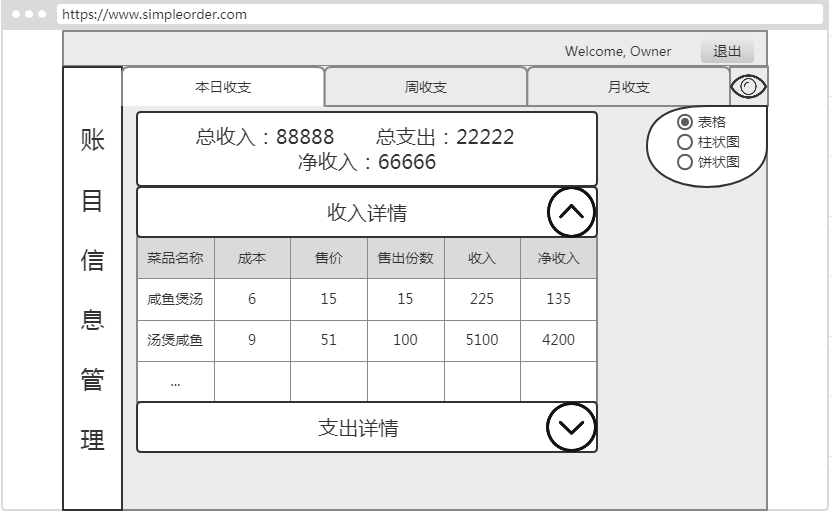 https://www.simpleorder.com
Welcome, Owner 退出
本日收支 周收支 月收支
账目信息管理
表格
柱状图
饼状图
总收入：88888 总支出：22222
净收入：66666
收入详情
菜品名称 成本 售价 售出份数 收入 净收入
咸鱼煲汤 6 15 15 225 135
汤煲咸鱼 9 51 100 5100 4200
...
支出详情